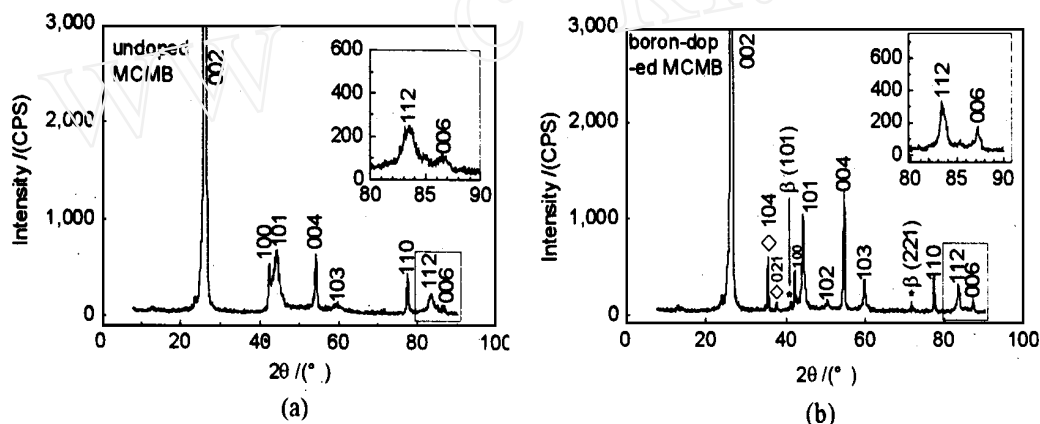 3,000
2,000
1,000
0
Intensity /(CPS)
undoped
MCMB
002
100
101
004
103
110
112
006
600
400
200
0
112
006
80 85 90
0 20 40 60 80
2θ /(° )
(a)
3,000
2,000
1,000
0
Intensity /(CPS)
boron-dop
-ed MCMB
002
◇ 104
◇ 021
* β (101)
100
101
102
004
103
* β (221)
110
112
006
600
400
200
0
112
006
80 85 90
0 20 40 60 80 100
2θ /(° )
(b)